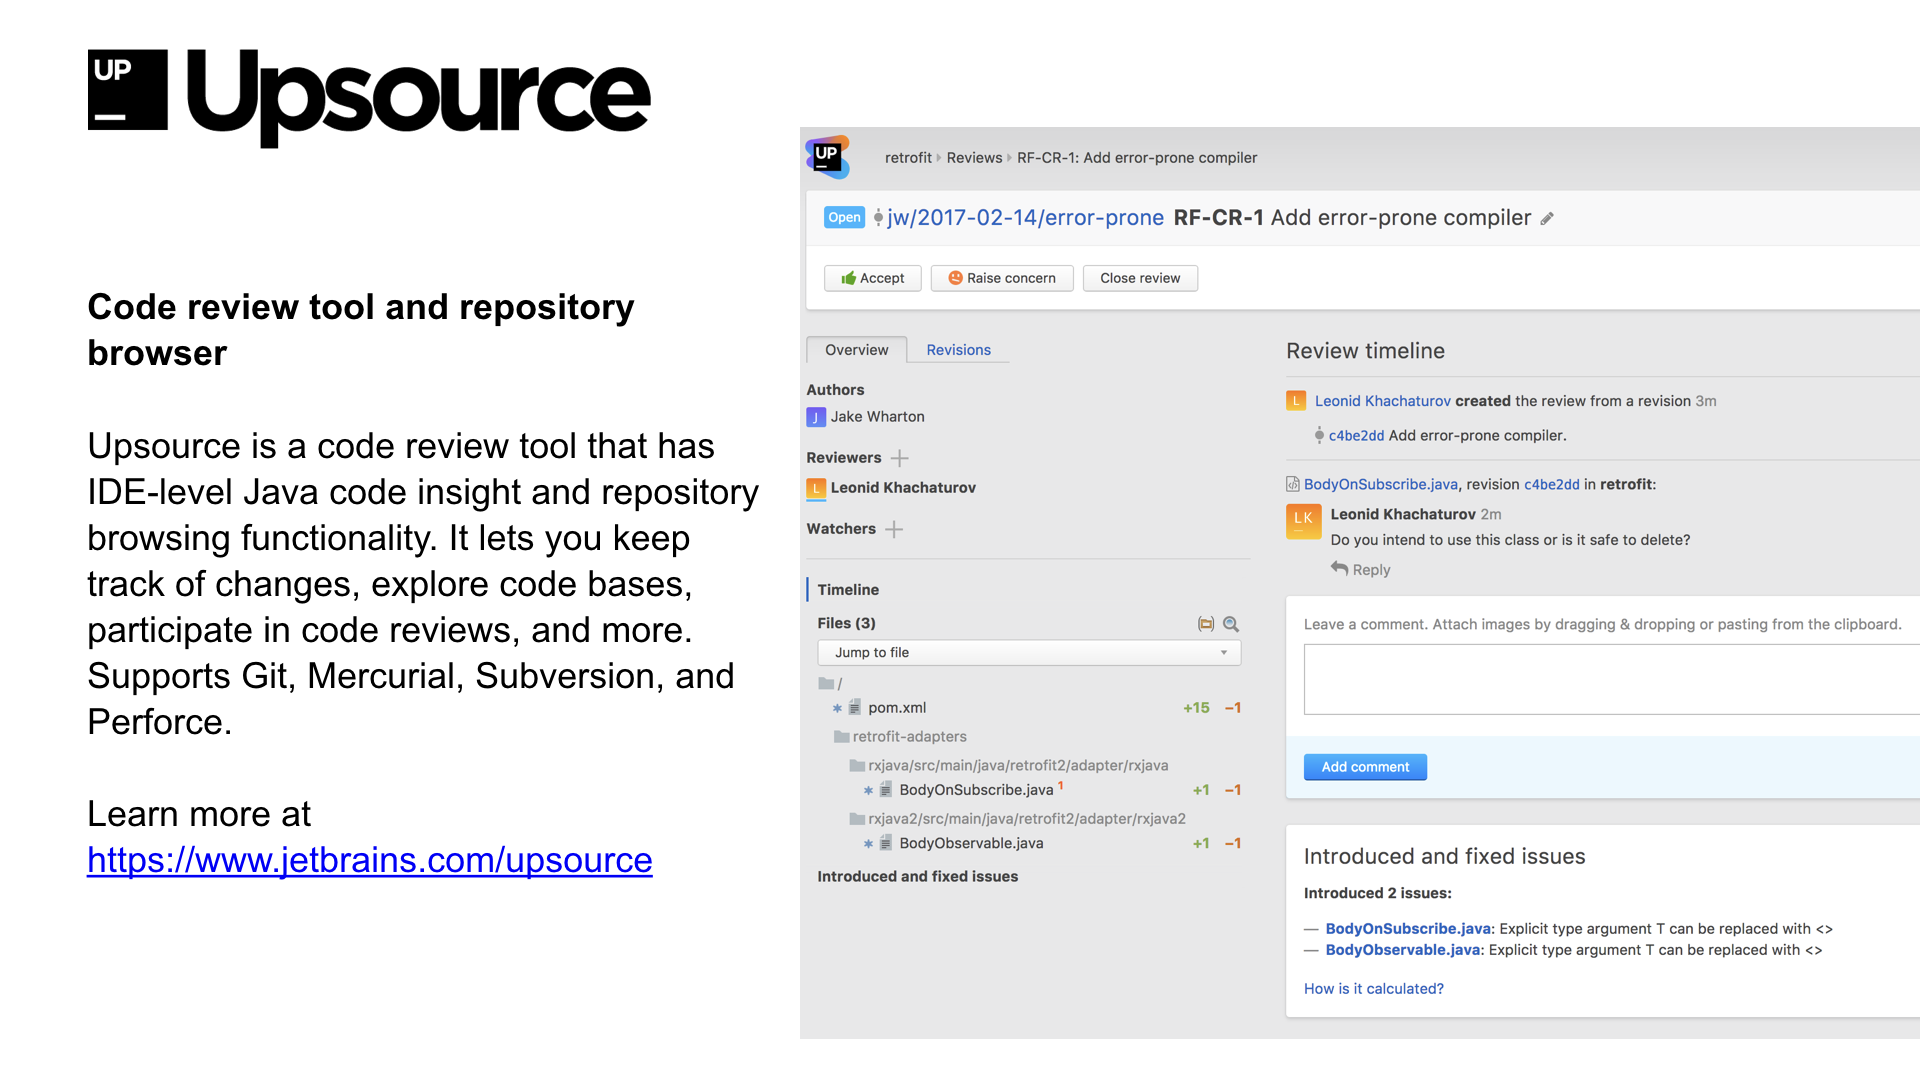 UP
Upsource
Code review tool and repository
browser
Upsource is a code review tool that has
IDE-level Java code insight and repository
browsing functionality. It lets you keep
track of changes, explore code bases,
participate in code reviews, and more.
Supports Git, Mercurial, Subversion, and
Perforce.
Learn more at
https://www.jetbrains.com/upsource
UP
retrofit Reviews RF-CR-1: Add error-prone compiler
Open jw/2017-02-14/error-prone RF-CR-1 Add error-prone compiler
Accept Raise concern Close review
Overview Revisions
Authors
J Jake Wharton
Reviewers
L Leonid Khachaturov
Watchers
Timeline
Files (3)
Jump to file
/
* pom.xml +15 −1
retrofit-adapters
rxjava/src/main/java/retrofit2/adapter/rxjava
* BodyOnSubscribe.java 1 +1 −1
rxjava2/src/main/java/retrofit2/adapter/rxjava2
* BodyObservable.java +1 −1
Introduced and fixed issues
Review timeline
L Leonid Khachaturov created the review from a revision 3m
c4be2dd Add error-prone compiler.
BodyOnSubscribe.java, revision c4be2dd in retrofit:
LK Leonid Khachaturov 2m
Do you intend to use this class or is it safe to delete?
Reply
Leave a comment. Attach images by dragging & dropping or pasting from the clipboard.
Add comment
Introduced and fixed issues
Introduced 2 issues:
— BodyOnSubscribe.java: Explicit type argument T can be replaced with <>
— BodyObservable.java: Explicit type argument T can be replaced with <>
How is it calculated?